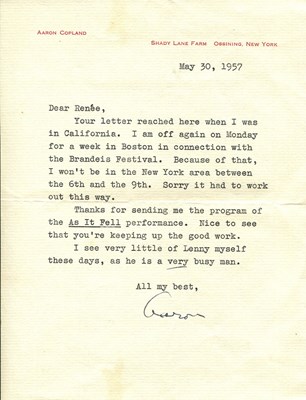 AARON COPLAND
SHADY LANE FARM OSSINING, NEW YORK
May 30, 1957
Dear Renée,
Your letter reached here when I was
in California. I am off again on Monday
for a week in Boston in connection with
the Brandeis Festival. Because of that,
I won't be in the New York area between
the 6th and the 9th. Sorry it had to work
out this way.
Thanks for sending me the program of
the As It Fell performance. Nice to see
that you're keeping up the good work.
I see very little of Lenny myself
these days, as he is a very busy man.
All my best,
Aaron